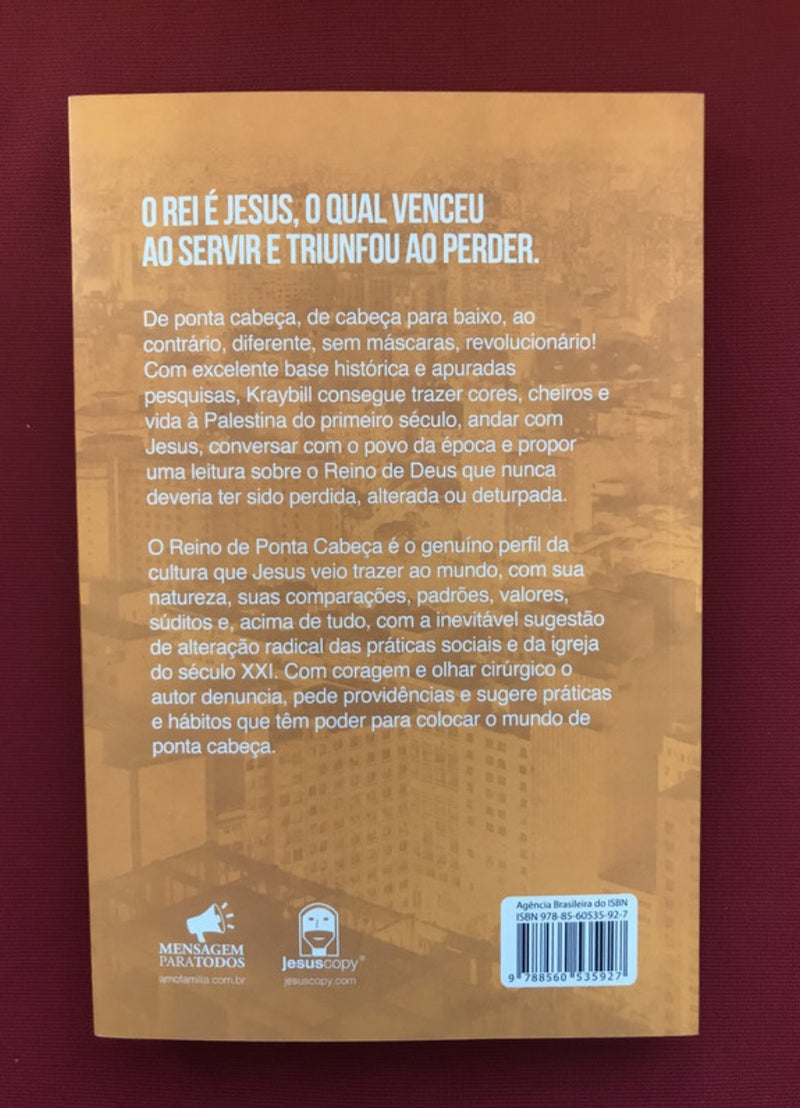 O REI É JESUS, O QUAL VENCEU
AO SERVIR E TRIUNFOU AO PERDER.
De ponta cabeça, de cabeça para baixo, ao
contrário, diferente, sem máscaras, revolucionário!
Com excelente base histórica e apuradas
pesquisas, Kraybill consegue trazer cores, cheiros e
vida à Palestina do primeiro século, andar com
Jesus, conversar com o povo da época e propor
uma leitura sobre o Reino de Deus que nunca
deveria ter sido perdida, alterada ou deturpada.
O Reino de Ponta Cabeça é o genuíno perfil da
cultura que Jesus veio trazer ao mundo, com sua
natureza, suas comparações, padrões, valores,
súditos e, acima de tudo, com a inevitável sugestão
de alteração radical das práticas sociais e da igreja
do século XXI. Com coragem e olhar cirúrgico o
autor denuncia, pede providências e sugere práticas
e hábitos que têm poder para colocar o mundo de
ponta cabeça.
MENSAGEM
PARATODOS
amofamilia.com.br
Jesuscopy®
jesuscopy.com
Agência Brasileira do ISBN
ISBN 978-85-60535-92-7
9 788560 535927